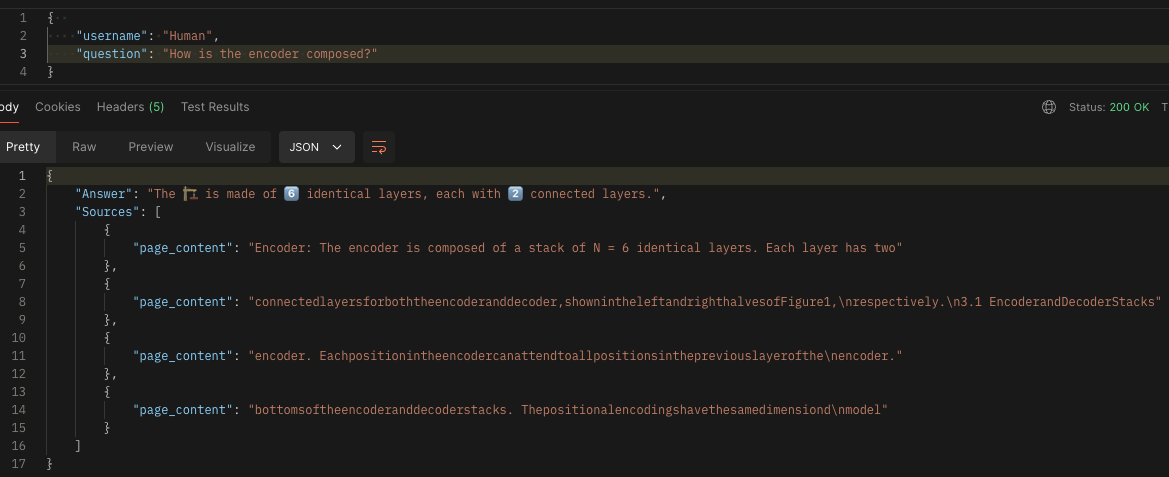 1 {
2 "username": "Human",
3 "question": "How is the encoder composed?"
4 }
ody Cookies Headers (5) Test Results Status: 200 OK T
Pretty Raw Preview Visualize JSON
1 {
2 "Answer": "The 🏗️ is made of 6️⃣ identical layers, each with 2️⃣ connected layers.",
3 "Sources": [
4 {
5 "page_content": "Encoder: The encoder is composed of a stack of N = 6 identical layers. Each layer has two"
6 },
7 {
8 "page_content": "connectedlayersforboththeencoderanddecoder,shownintheleftandrighthalvesofFigure1,\nrespectively.\n3.1 EncoderandDecoderStacks"
9 },
10 {
11 "page_content": "encoder. Eachpositionintheencodercanattendtoallpositionsinthepreviouslayerofthe\nencoder."
12 },
13 {
14 "page_content": "bottomsoftheencoderanddecoderstacks. Thepositionalencodingshavethesamedimensiond\nmodel"
15 }
16 ]
17 }